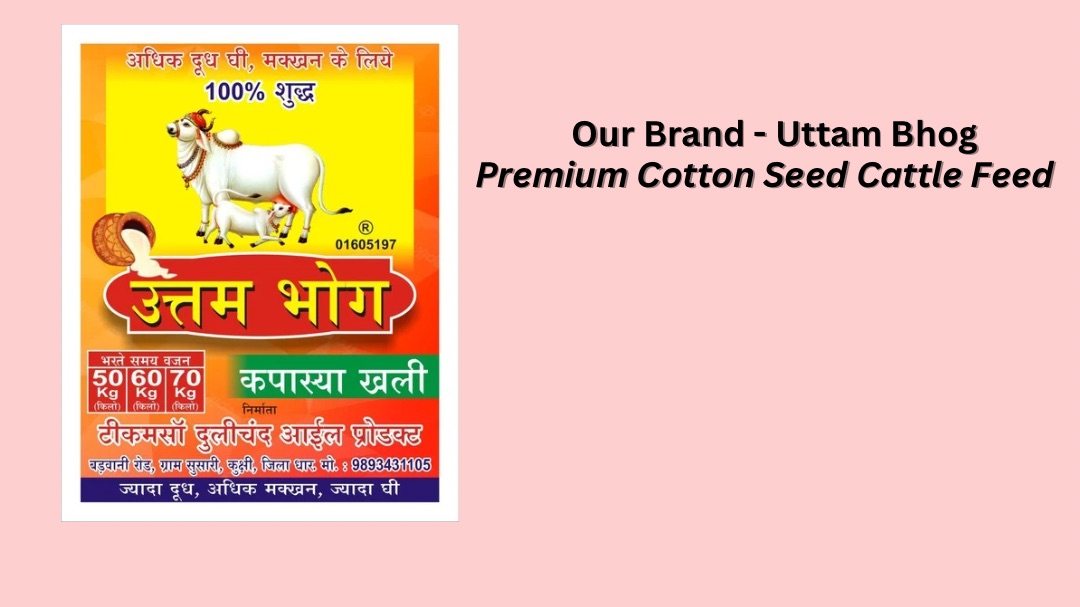 अधिक दूध घी, मक्खन के लिये
100% शुद्ध
®
01605197
उत्तम भोग
भरते समय वजन
50 60 70
Kg Kg Kg
(किलो) (किलो) (किलो)
कपास्या खली
निर्माता
टीकमसॉ दुलीचंद आईल प्रोडक्ट
बड़वानी रोड, ग्राम सुसारी, कुक्षी, जिला धार. मो. : 9893431105
ज्यादा दूध, अधिक मक्खन, ज्यादा घी
Our Brand - Uttam Bhog
Premium Cotton Seed Cattle Feed